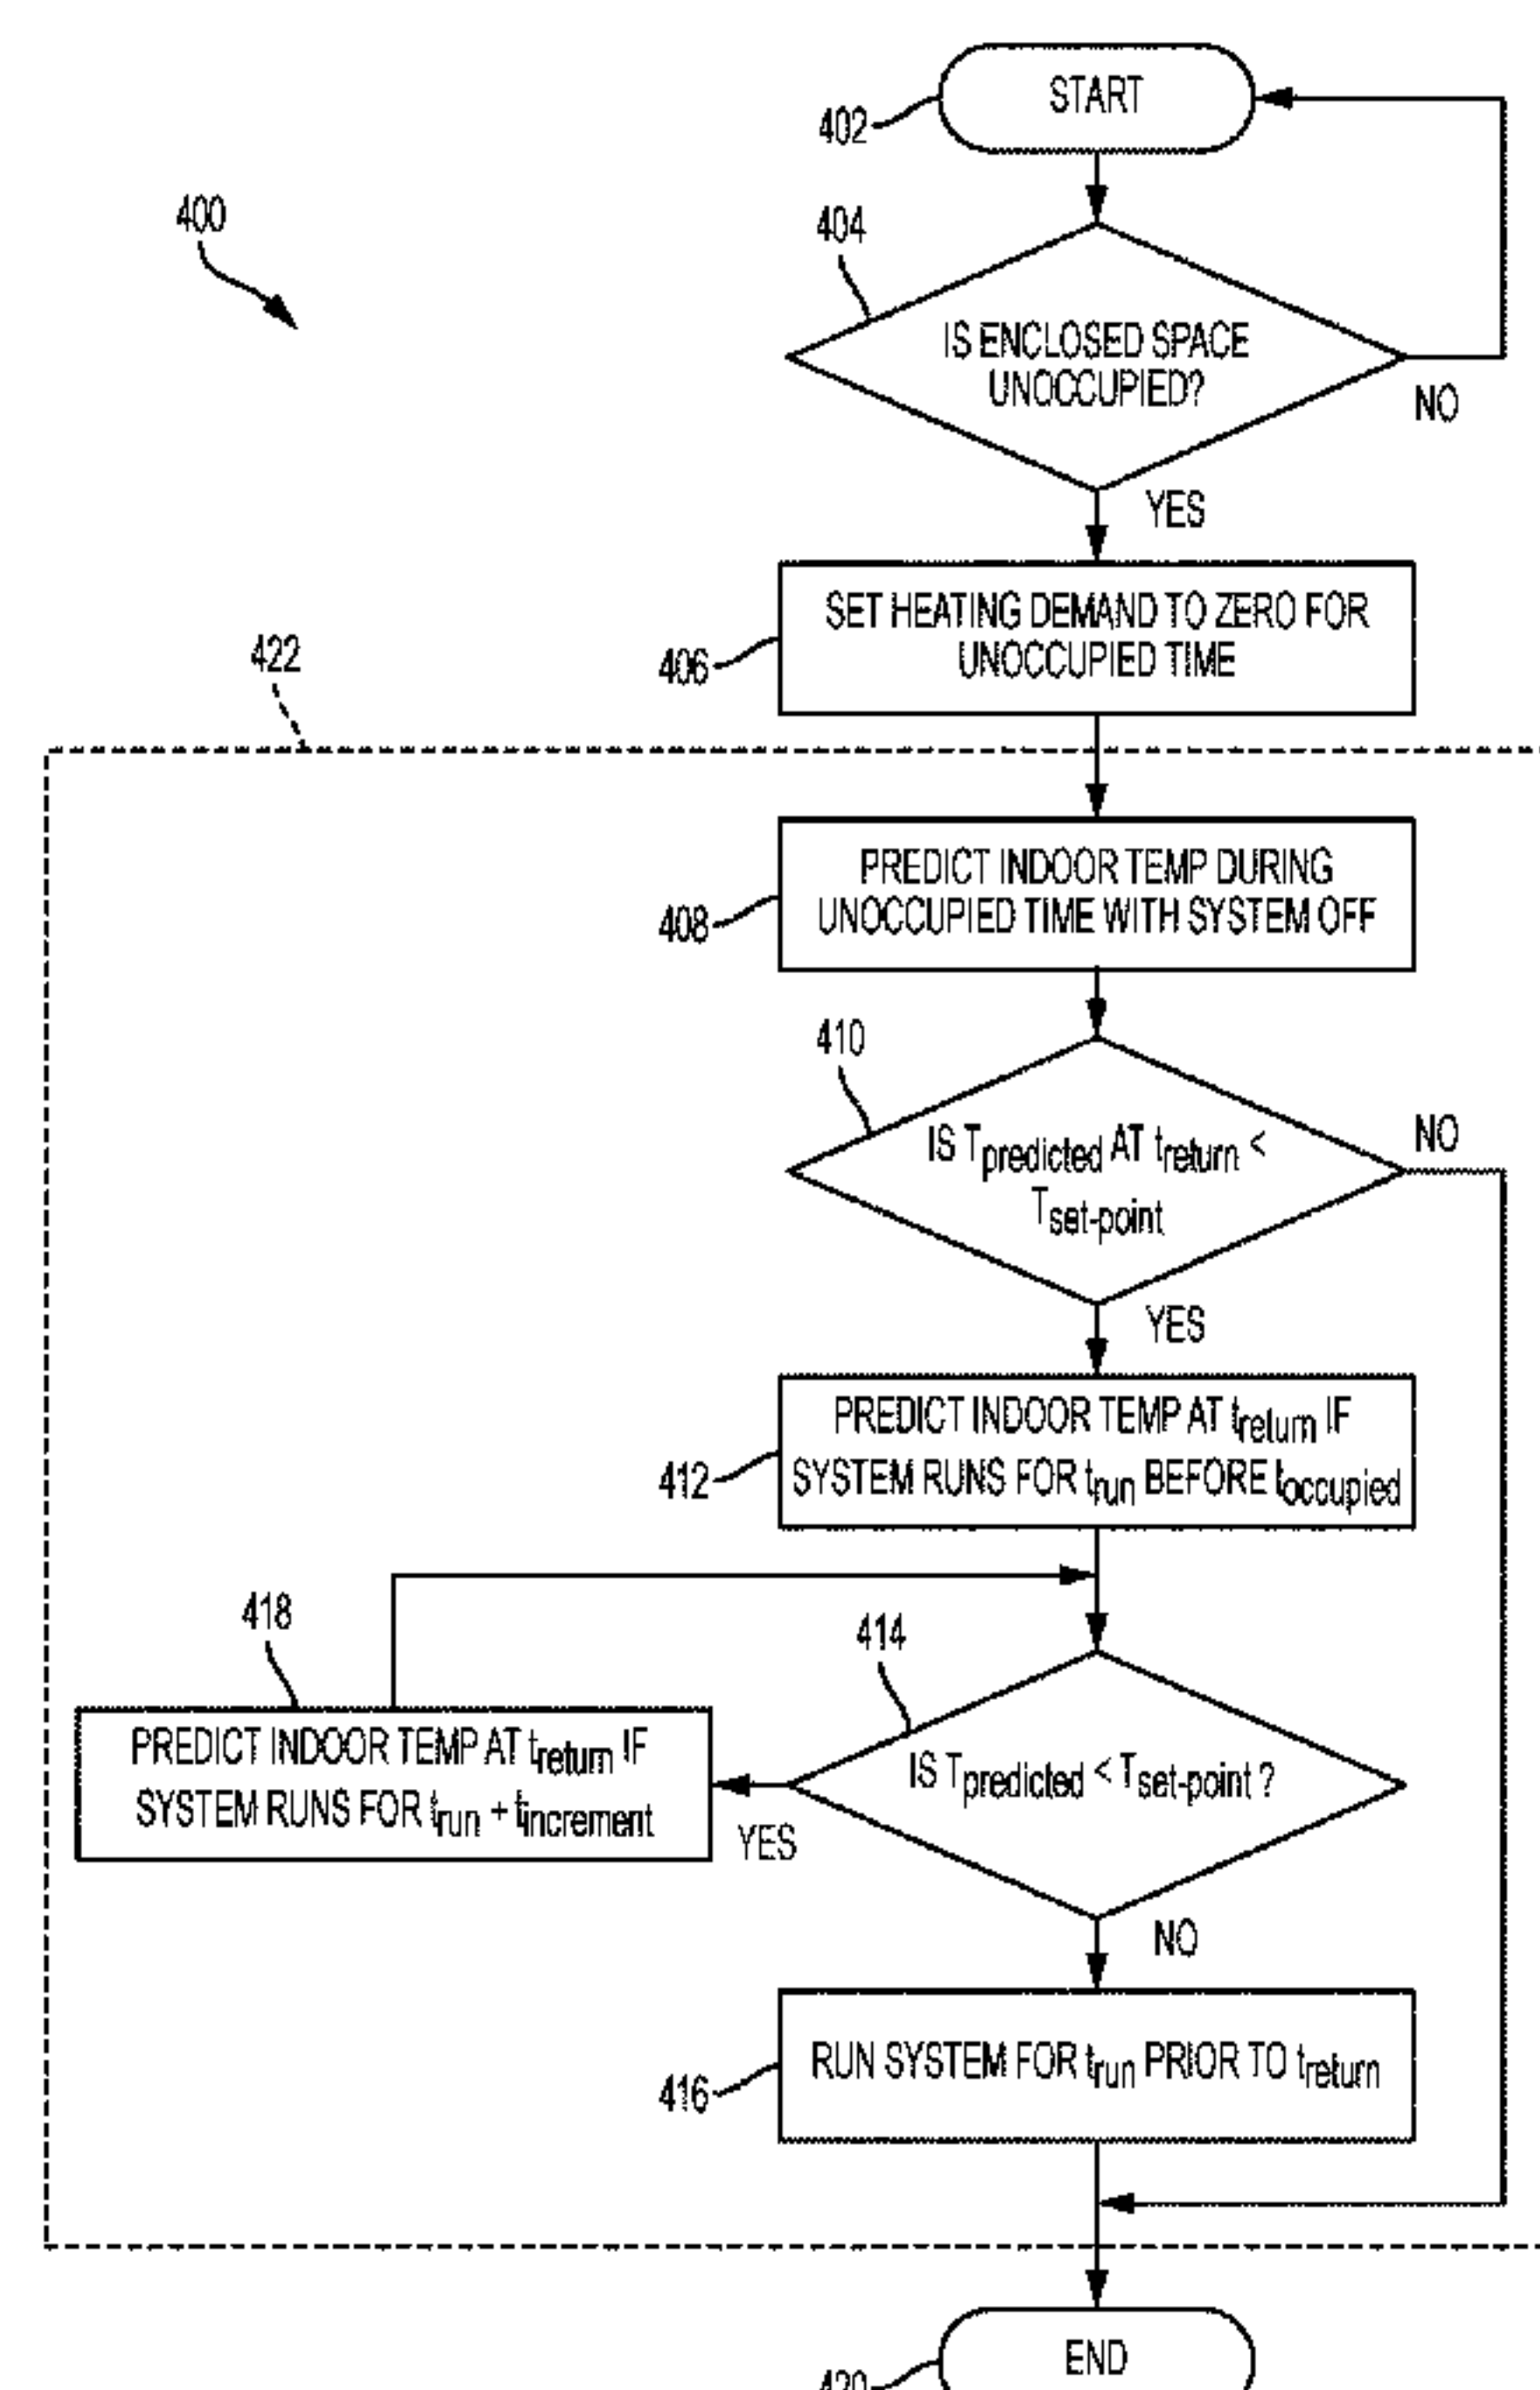 START
402
400
404
IS ENCLOSED SPACE
UNOCCUPIED?
NO
YES
SET HEATING DEMAND TO ZERO FOR
UNOCCUPIED TIME
406
422
PREDICT INDOOR TEMP DURING
UNOCCUPIED TIME WITH SYSTEM OFF
408
410
IS Tpredicted AT treturn <
Tset-point
NO
YES
PREDICT INDOOR TEMP AT treturn IF
SYSTEM RUNS FOR trun BEFORE toccupied
412
418
414
PREDICT INDOOR TEMP AT treturn IF
SYSTEM RUNS FOR trun + tincrement
IS Tpredicted < Tset-point ?
YES
NO
RUN SYSTEM FOR trun PRIOR TO treturn
416
END
420